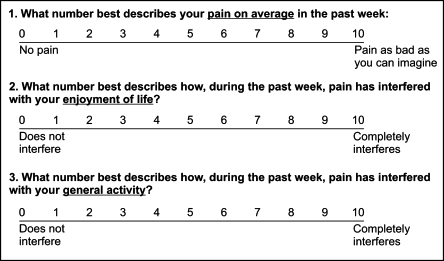 1. What number best describes your pain on average in the past week:
0 1 2 3 4 5 6 7 8 9 10
No pain Pain as bad as
you can imagine
2. What number best describes how, during the past week, pain has interfered
with your enjoyment of life?
0 1 2 3 4 5 6 7 8 9 10
Does not Completely
interfere interferes
3. What number best describes how, during the past week, pain has interfered
with your general activity?
0 1 2 3 4 5 6 7 8 9 10
Does not Completely
interfere interferes